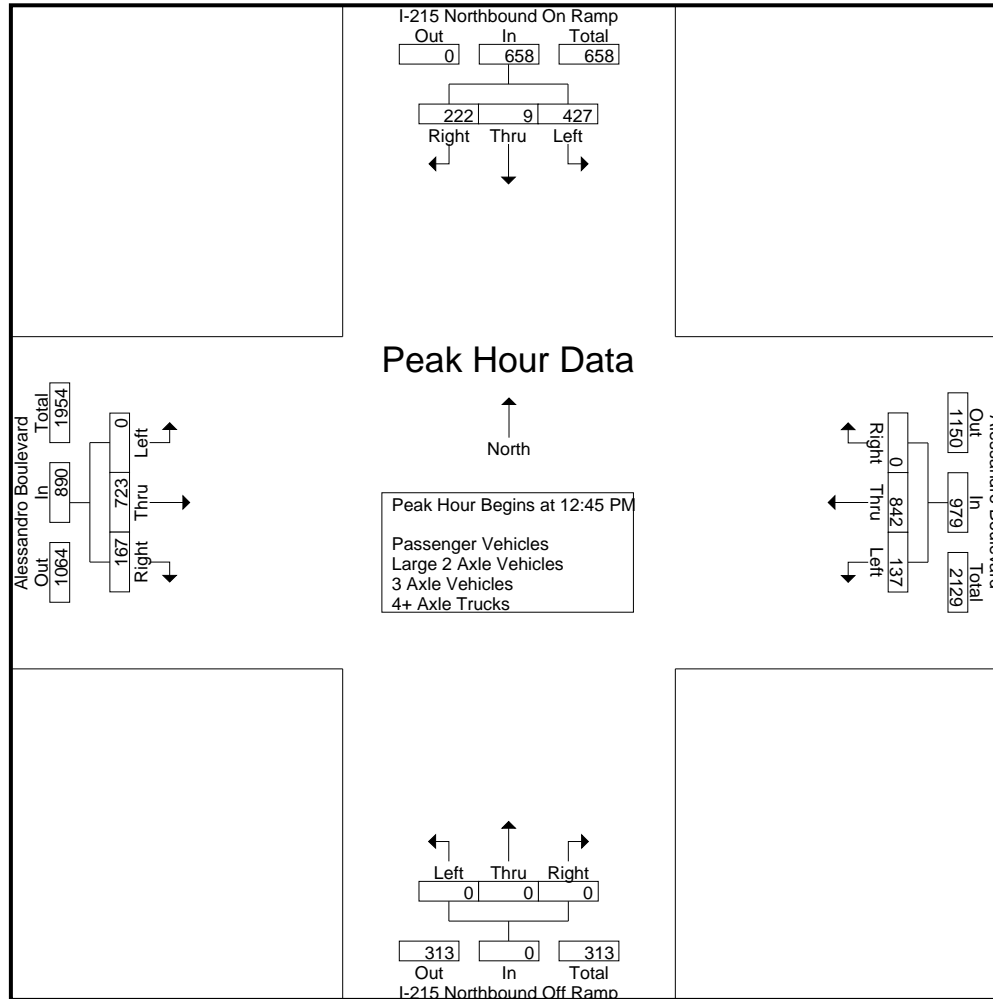 I-215 Northbound On Ramp
Out In Total
0 658 658
222 9 427
Right Thru Left
Peak Hour Data
North
Peak Hour Begins at 12:45 PM
Passenger Vehicles
Large 2 Axle Vehicles
3 Axle Vehicles
4+ Axle Trucks
Alessandro Boulevard
Out In Total
1064 890 1954
0 723 167
Left Thru Right
Out In Total
1150 979 2129
0 842 137
Right Thru Left
Left Thru Right
0 0 0
313 0 313
Out In Total
I-215 Northbound Off Ramp